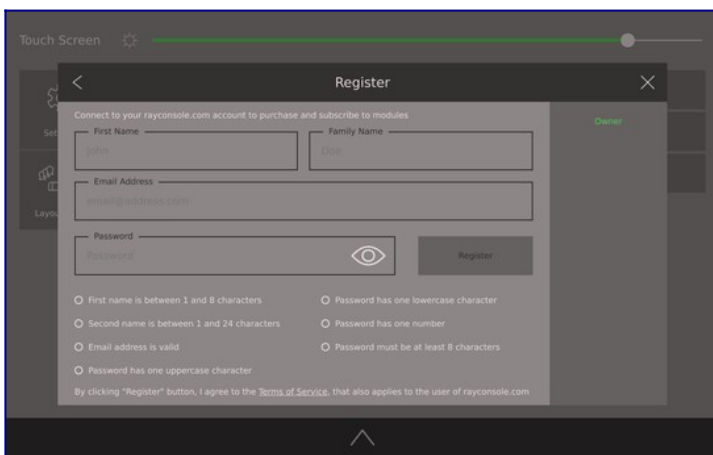 Touch Screen
Register
Connect to your rayconsole.com account to purchase and subscribe to modules
Owner
First Name
Family Name
John
Doe
Set
Email Address
email@address.com
Layou
Password
Password
Register
First name is between 1 and 8 characters
Password has one lowercase character
Second name is between 1 and 24 characters
Password has one number
Email address is valid
Password must be at least 8 characters
Password has one uppercase character
By clicking "Register" button, I agree to the Terms of Service, that also applies to the user of rayconsole.com